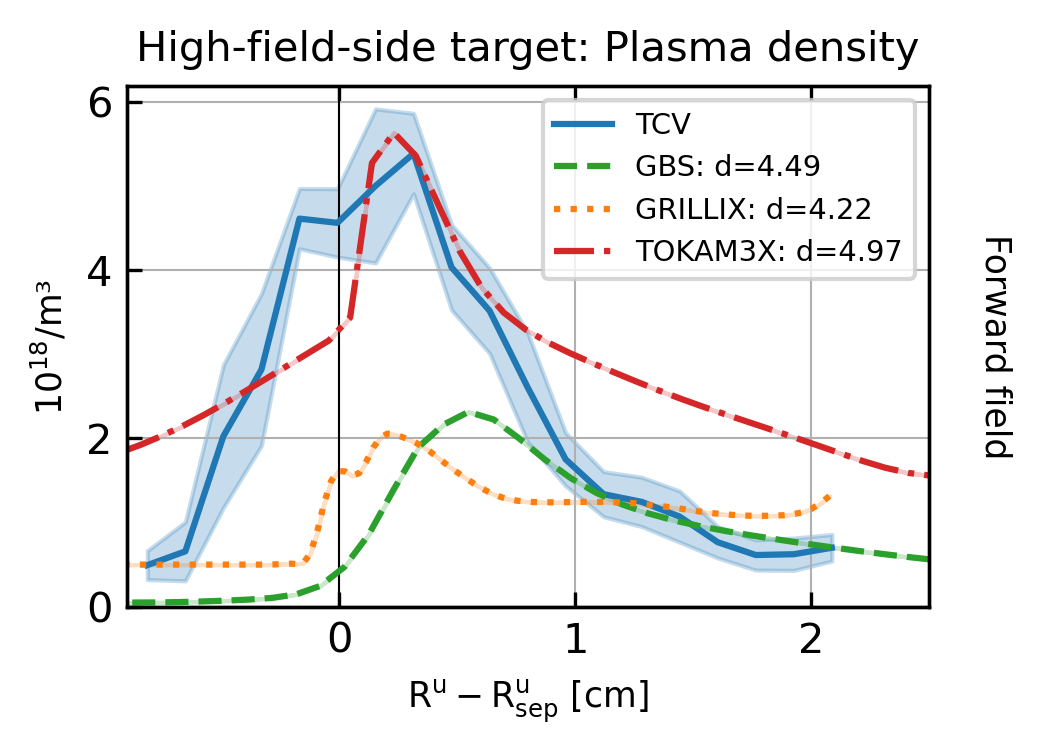 High-field-side target: Plasma density
6
4
2
0
10¹⁸/m³
TCV
GBS: d=4.49
GRILLIX: d=4.22
TOKAM3X: d=4.97
Forward field
0 1 2
Rᵘ − Rᵘsep [cm]